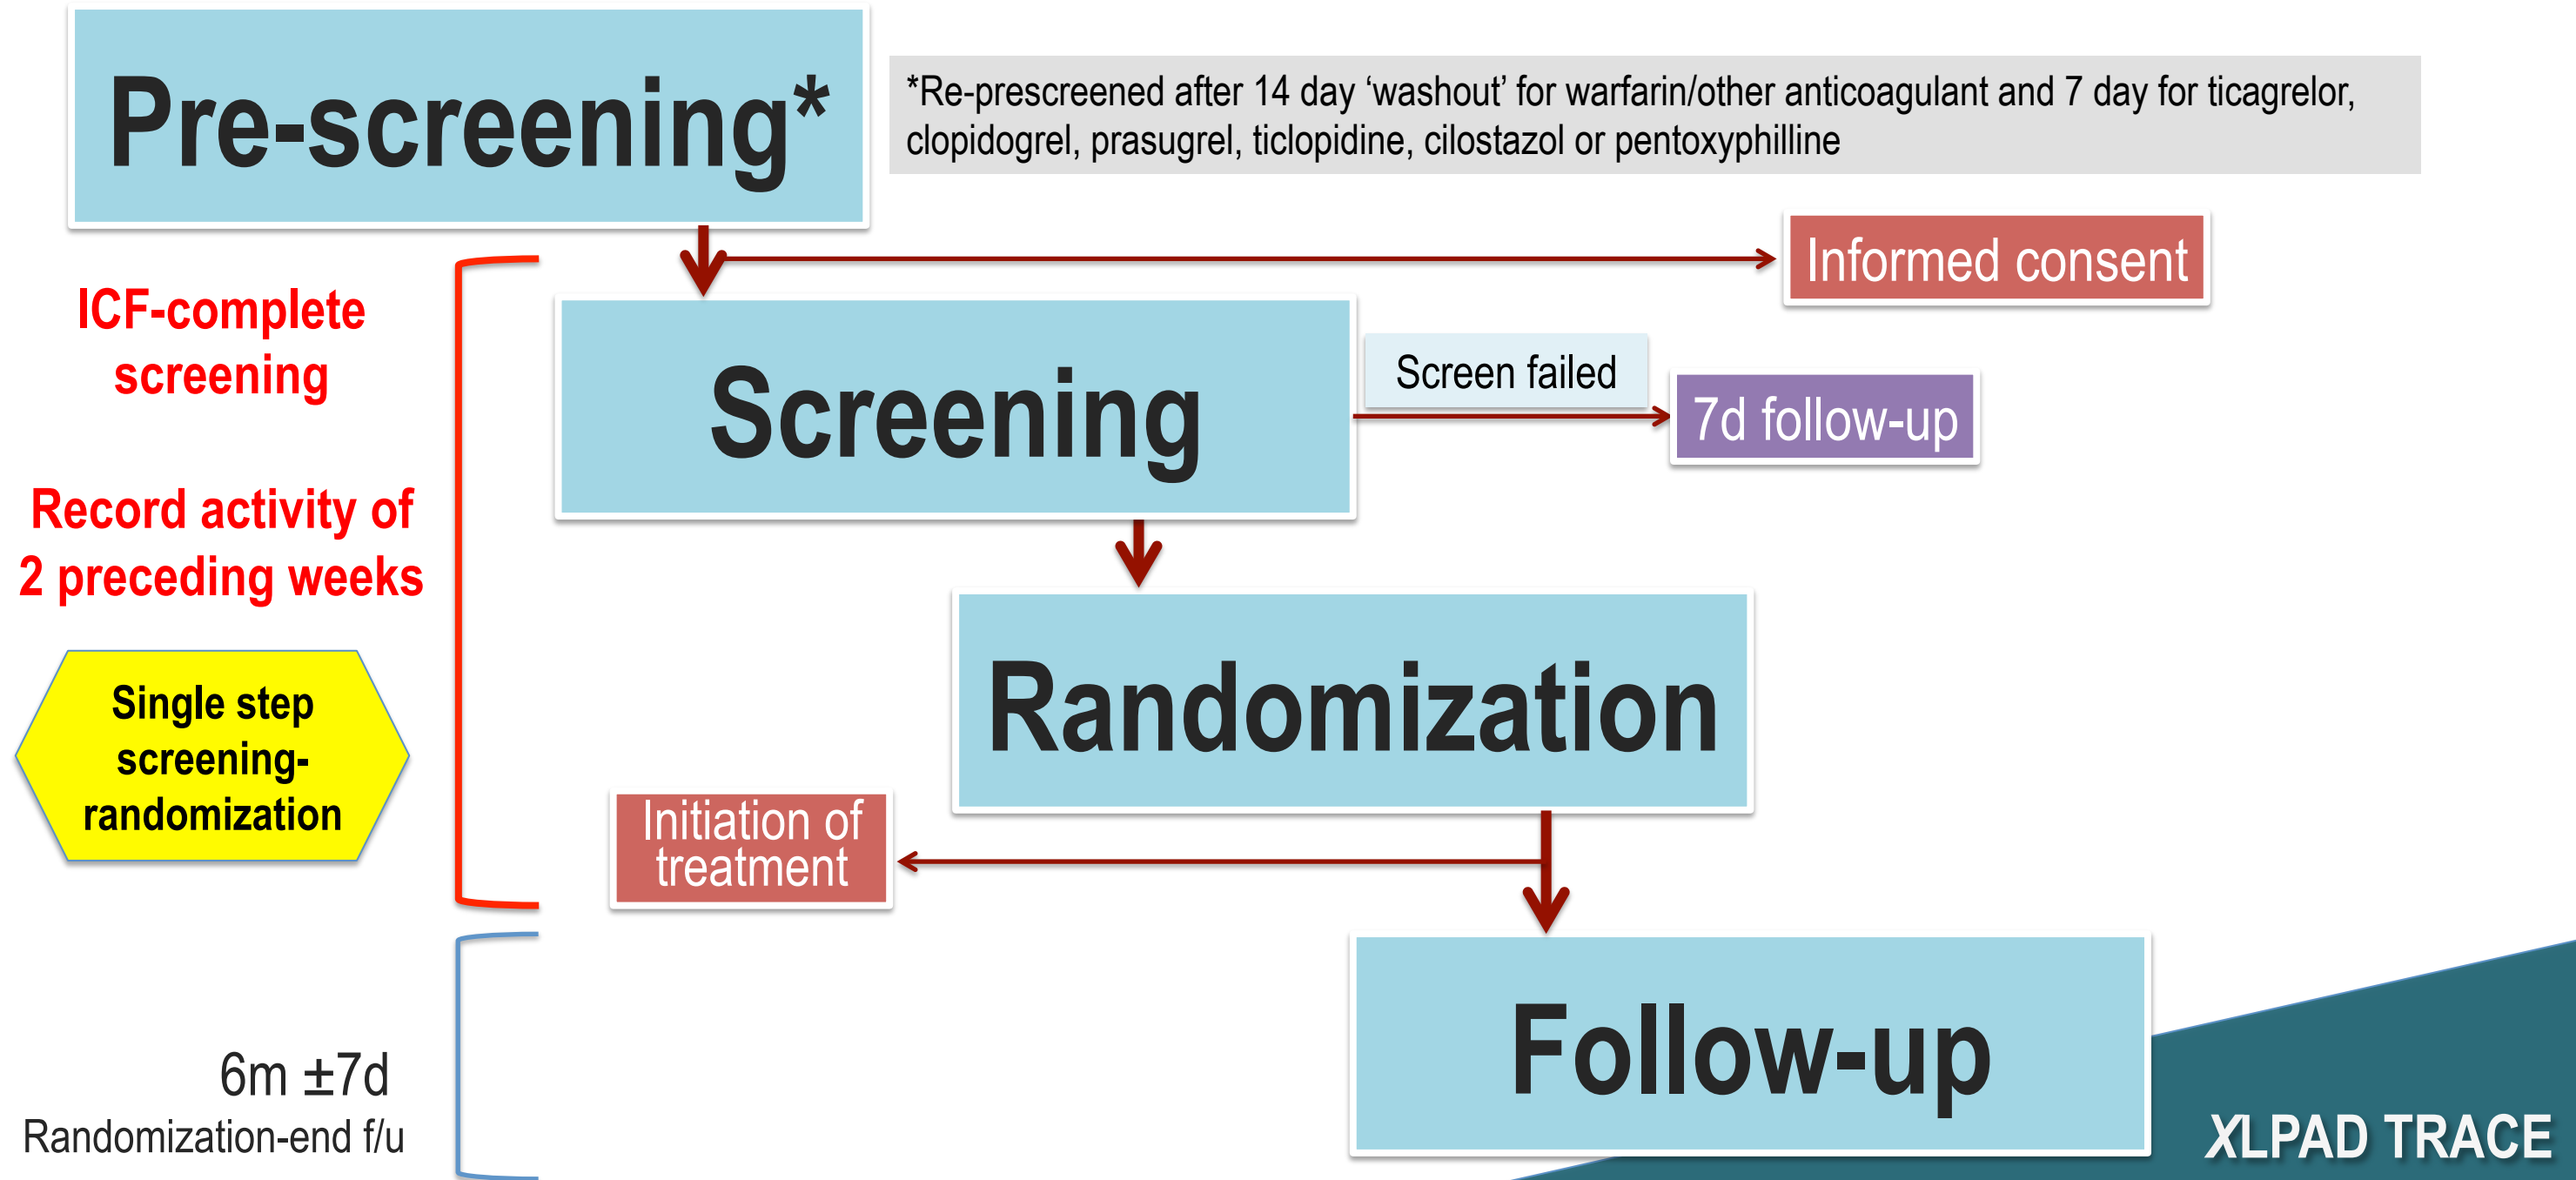 Pre-screening*
*Re-prescreened after 14 day ‘washout’ for warfarin/other anticoagulant and 7 day for ticagrelor,
clopidogrel, prasugrel, ticlopidine, cilostazol or pentoxyphilline
Informed consent
ICF-complete
screening
Screening
Screen failed
7d follow-up
Record activity of
2 preceding weeks
Single step
screening-
randomization
Randomization
Initiation of
treatment
Follow-up
6m ±7d
Randomization-end f/u
XLPAD TRACE